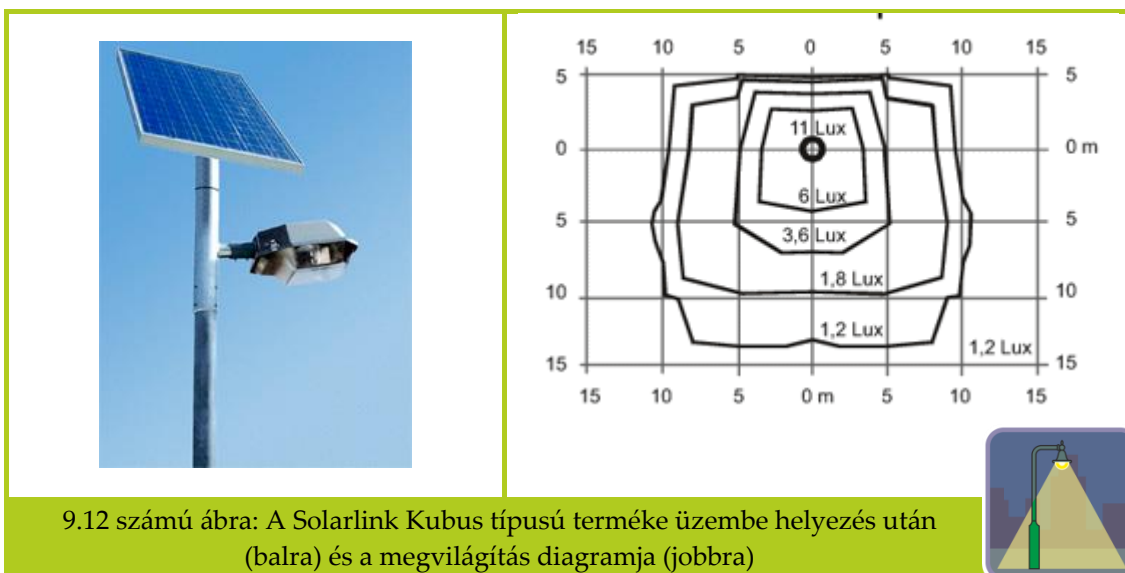 15 10 5 0 5 10 15
5 5
11 Lux
0 0 m
6 Lux
5 5
3,6 Lux
1,8 Lux
10 10
1,2 Lux
1,2 Lux
15 15
15 10 5 0 m 5 10 15
9.12 számú ábra: A Solarlink Kubus típusú terméke üzembe helyezés után
(balra) és a megvilágítás diagramja (jobbra)